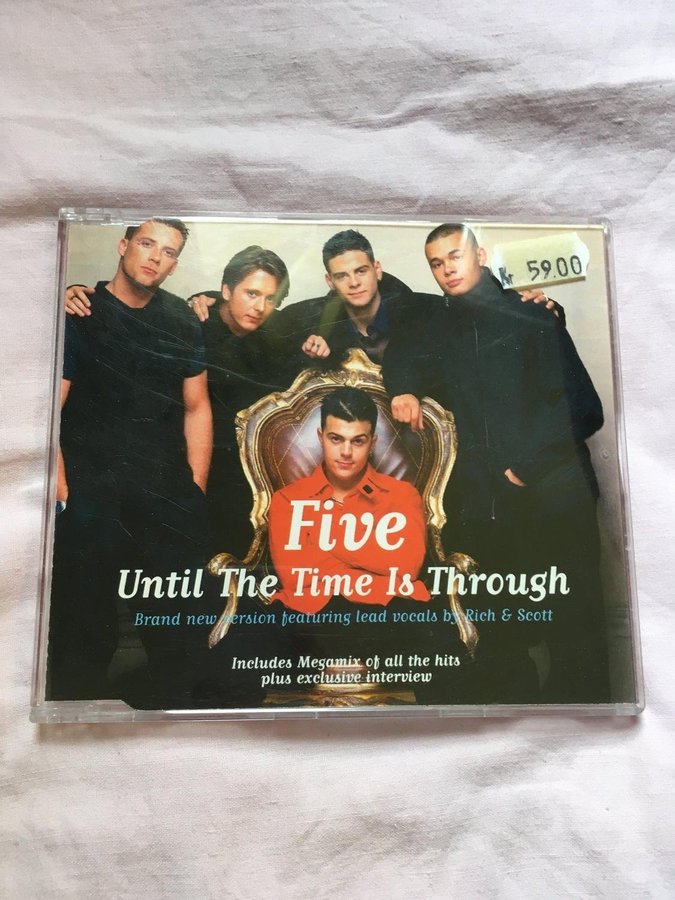 Kr 59.00
Five
Until The Time Is Through
Brand new version featuring lead vocals by Rich & Scott
Includes Megamix of all the hits
plus exclusive interview